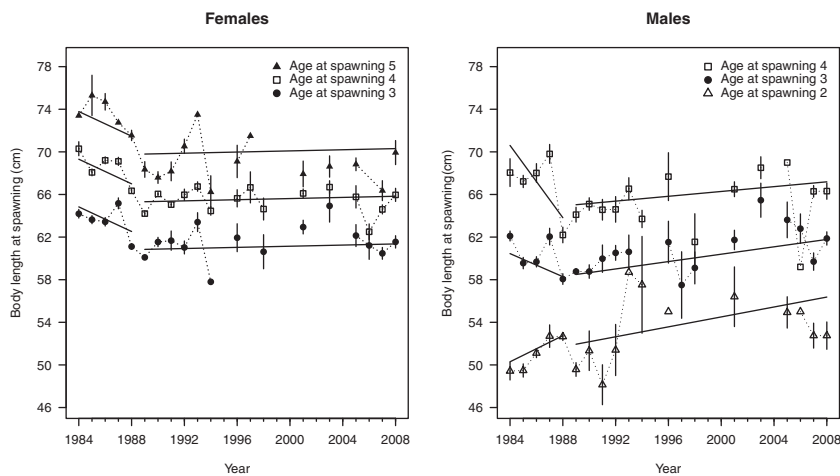 Females
Body length at spawning (cm)
78
74
70
66
62
58
54
50
46
Age at spawning 5
Age at spawning 4
Age at spawning 3
1984
1988
1992
1996
2001
2004
2008
Year
Males
Body length at spawning(cm)
78
74
70
66
62
58
54
50
46
Age at spawning 4
Age at spawning 3
Age at spawning 2
1984
1988
1992
1996
2001
2004
2008
Year